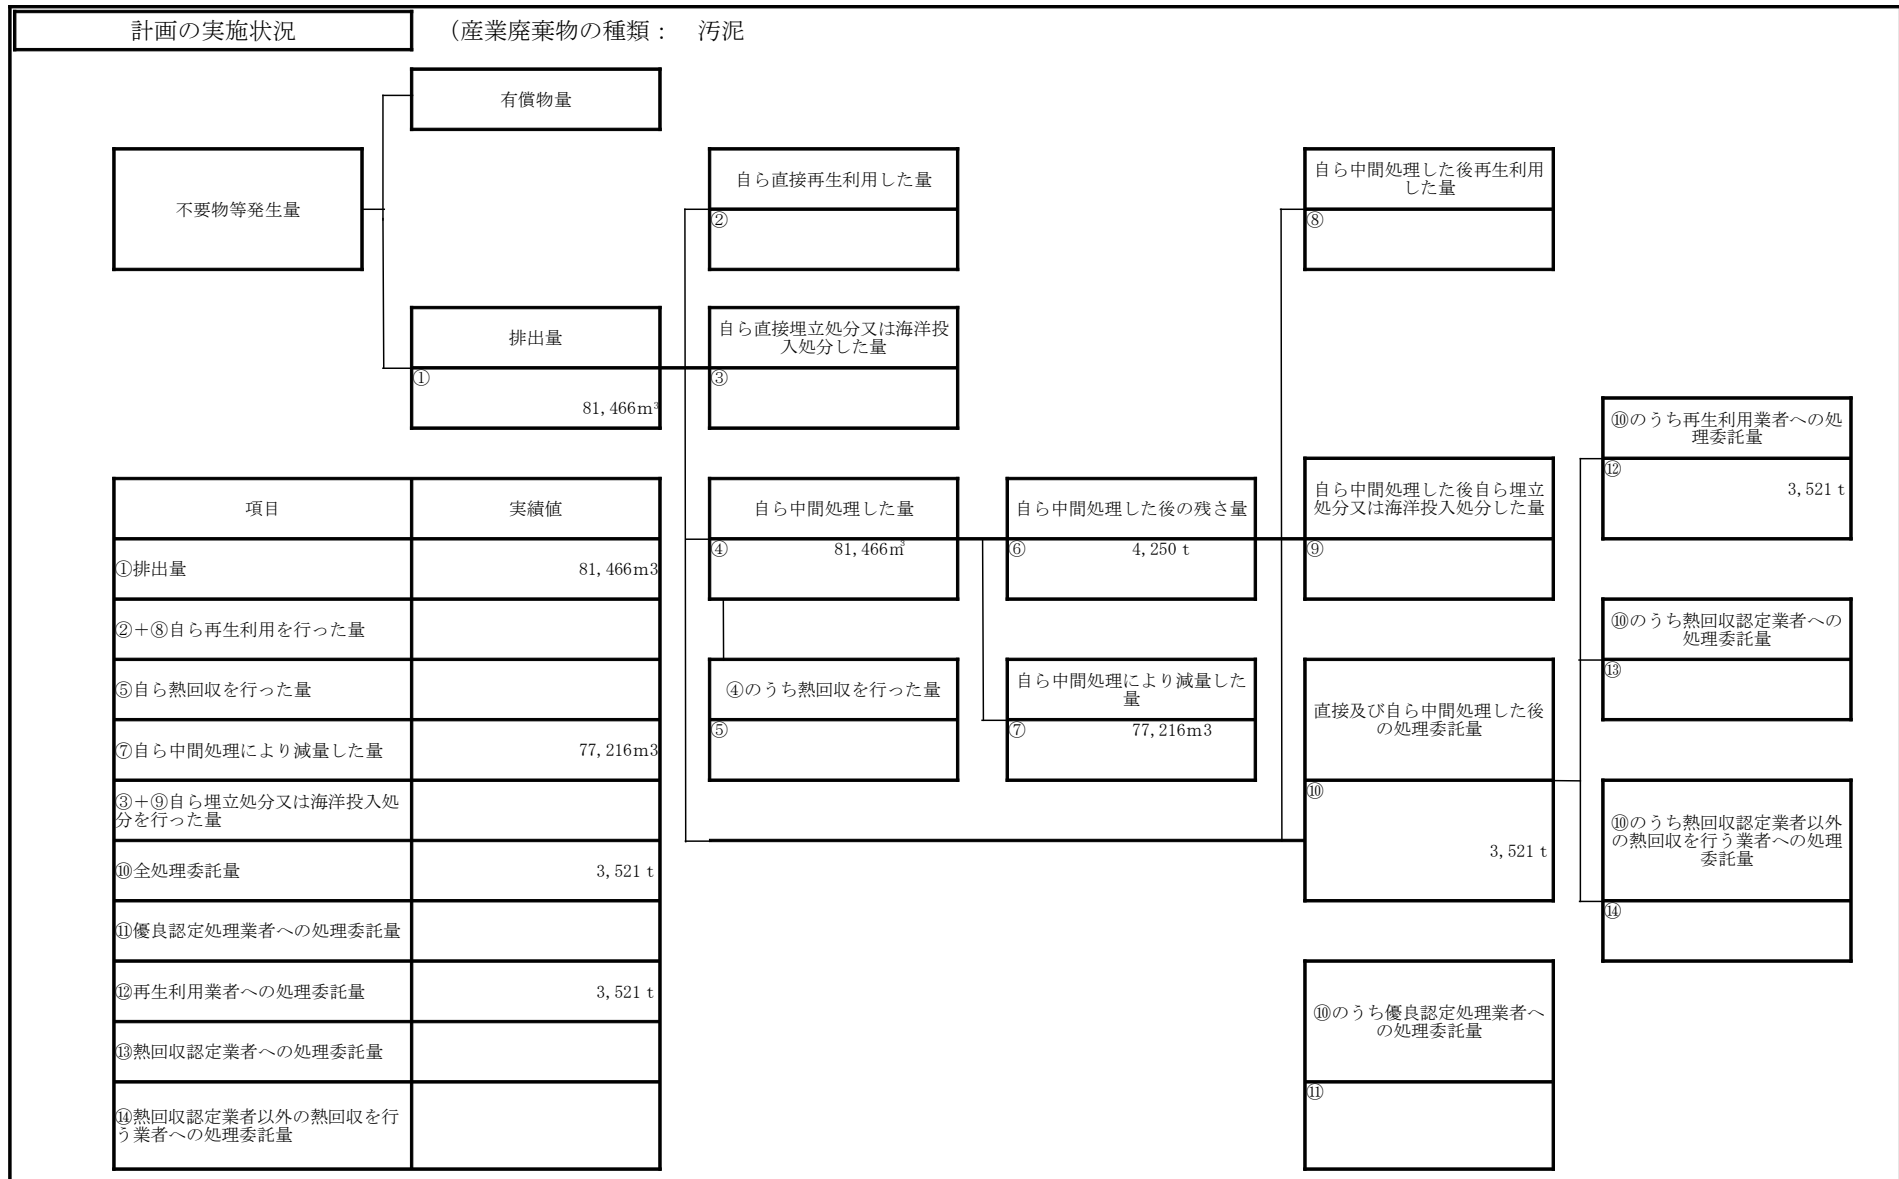 計画の実施状況
(産業廃棄物の種類： 汚泥
有償物量
不要物等発生量
自ら直接再生利用した量
②
自ら中間処理した後再生利用
した量
⑧
排出量
①
81,466m³
自ら直接埋立処分又は海洋投
入処分した量
③
⑩のうち再生利用業者への処
理委託量
⑫
3,521 t
項目
実績値
①排出量
81,466m3
②＋⑧自ら再生利用を行った量
⑤自ら熱回収を行った量
⑦自ら中間処理により減量した量
77,216m3
③＋⑨自ら埋立処分又は海洋投入処
分を行った量
⑩全処理委託量
3,521 t
⑪優良認定処理業者への処理委託量
⑫再生利用業者への処理委託量
3,521 t
⑬熱回収認定業者への処理委託量
⑭熱回収認定業者以外の熱回収を行
う業者への処理委託量
自ら中間処理した量
④
81,466㎥
自ら中間処理した後の残さ量
⑥
4,250 t
自ら中間処理した後自ら埋立
処分又は海洋投入処分した量
⑨
⑩のうち熱回収認定業者への
処理委託量
⑬
④のうち熱回収を行った量
⑤
自ら中間処理により減量した
量
⑦
77,216m3
直接及び自ら中間処理した後
の処理委託量
⑩
3,521 t
⑩のうち熱回収認定業者以外
の熱回収を行う業者への処理
委託量
⑭
⑩のうち優良認定処理業者へ
の処理委託量
⑪